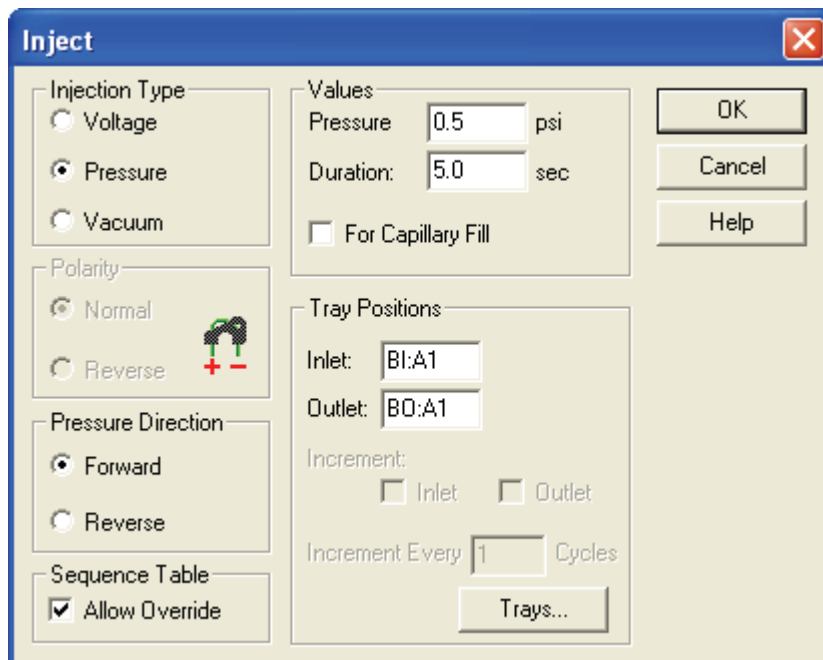 Inject
Injection Type
Voltage
Pressure
Vacuum
Polarity
Normal
Reverse
+ -
Pressure Direction
Forward
Reverse
Sequence Table
Allow Override
Values
Pressure 0.5 psi
Duration: 5.0 sec
For Capillary Fill
Tray Positions
Inlet: BI:A1
Outlet: BO:A1
Increment:
Inlet Outlet
Increment Every 1 Cycles
Trays...
OK
Cancel
Help